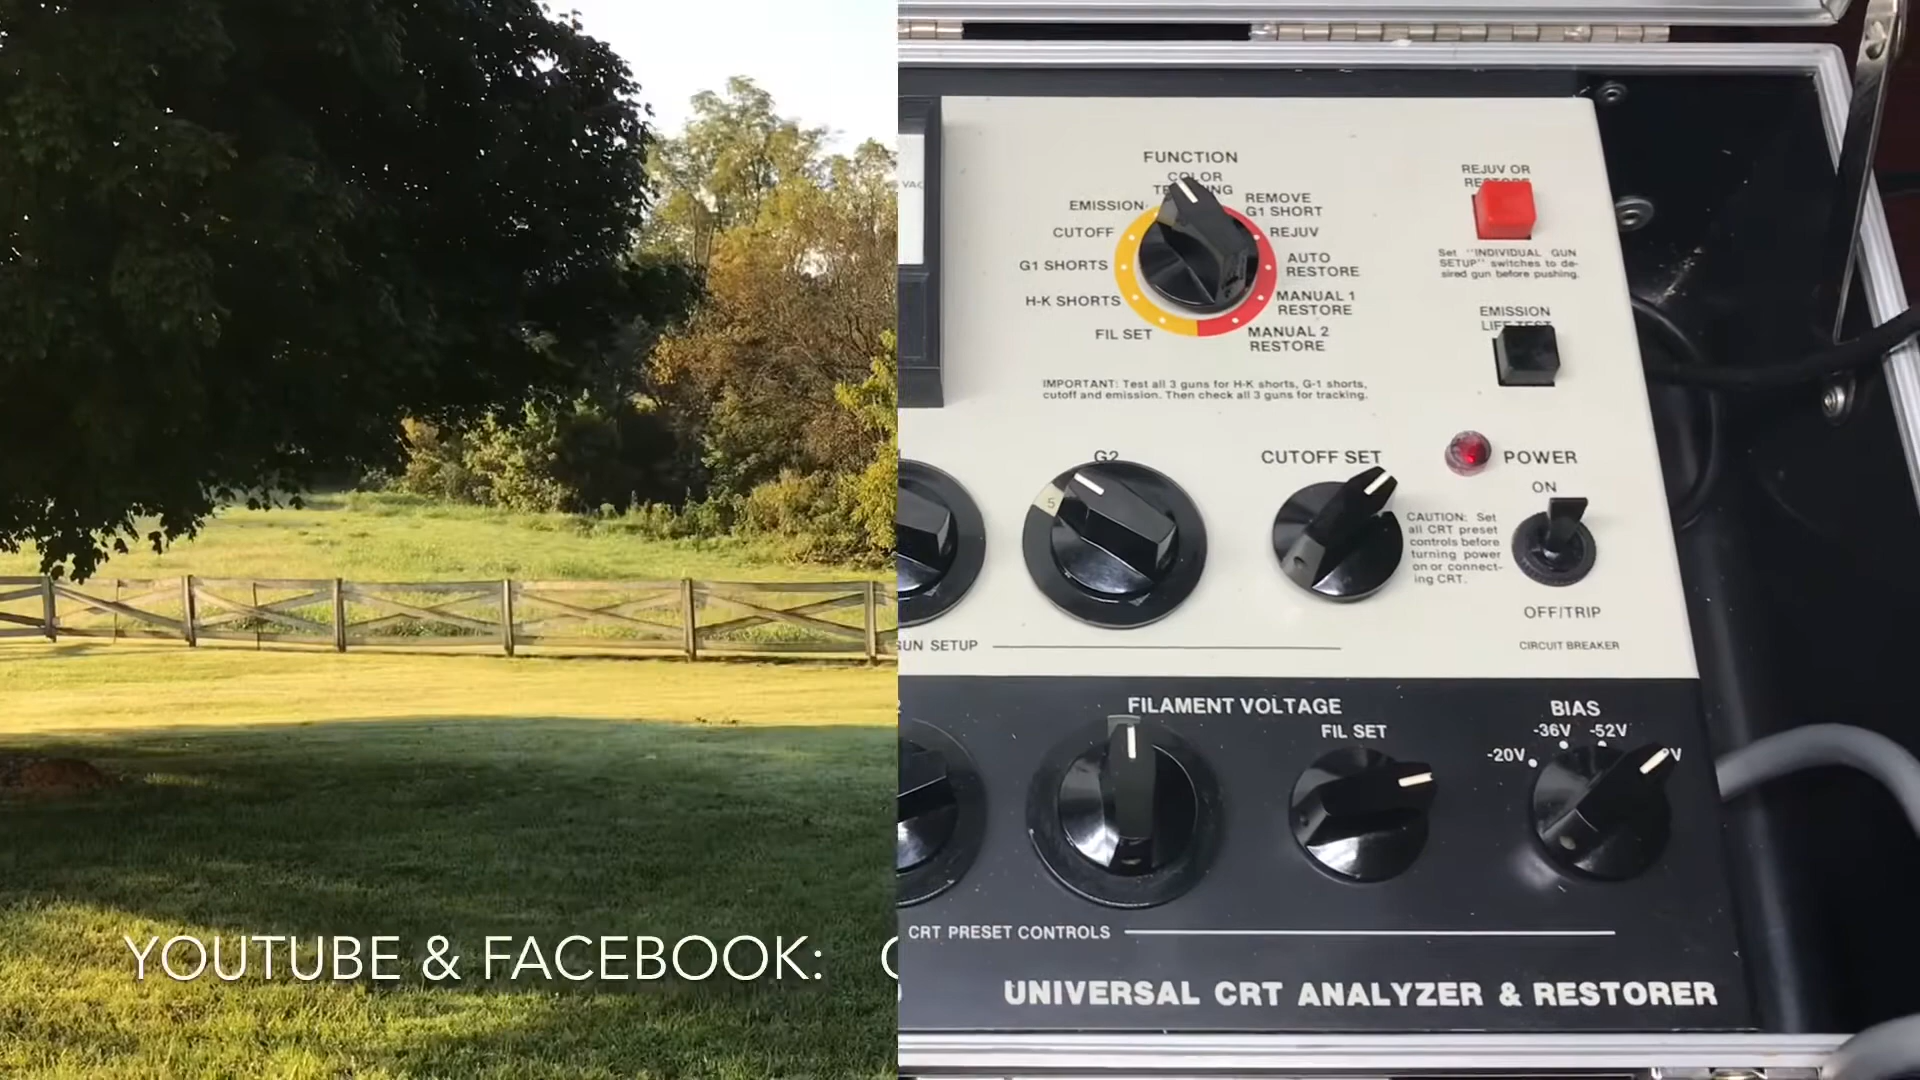 YOUTUBE & FACEBOOK:
VAC
FUNCTION
COLOR
EMISSION
CUTOFF
G1 SHORTS
H-K SHORTS
FIL SET
REMOVE
G1 SHORT
REJUV
AUTO
RESTORE
MANUAL 1
RESTORE
MANUAL 2
RESTORE
IMPORTANT: Test all 3 guns for H-K shorts, G-1 shorts,
cutoff and emission. Then check all 3 guns for tracking.
REJUV OR
Set "INDIVIDUAL GUN
SETUP" switches to de-
sired gun before pushing.
EMISSION
LIFE TEST
G2
5
CUTOFF SET
POWER
ON
CAUTION: Set
all CRT preset
controls before
turning power
on or connect-
ing CRT.
OFF/TRIP
CIRCUIT BREAKER
GUN SETUP
FILAMENT VOLTAGE
FIL SET
BIAS
-20V
-36V
-52V
CRT PRESET CONTROLS
UNIVERSAL CRT ANALYZER & RESTORER